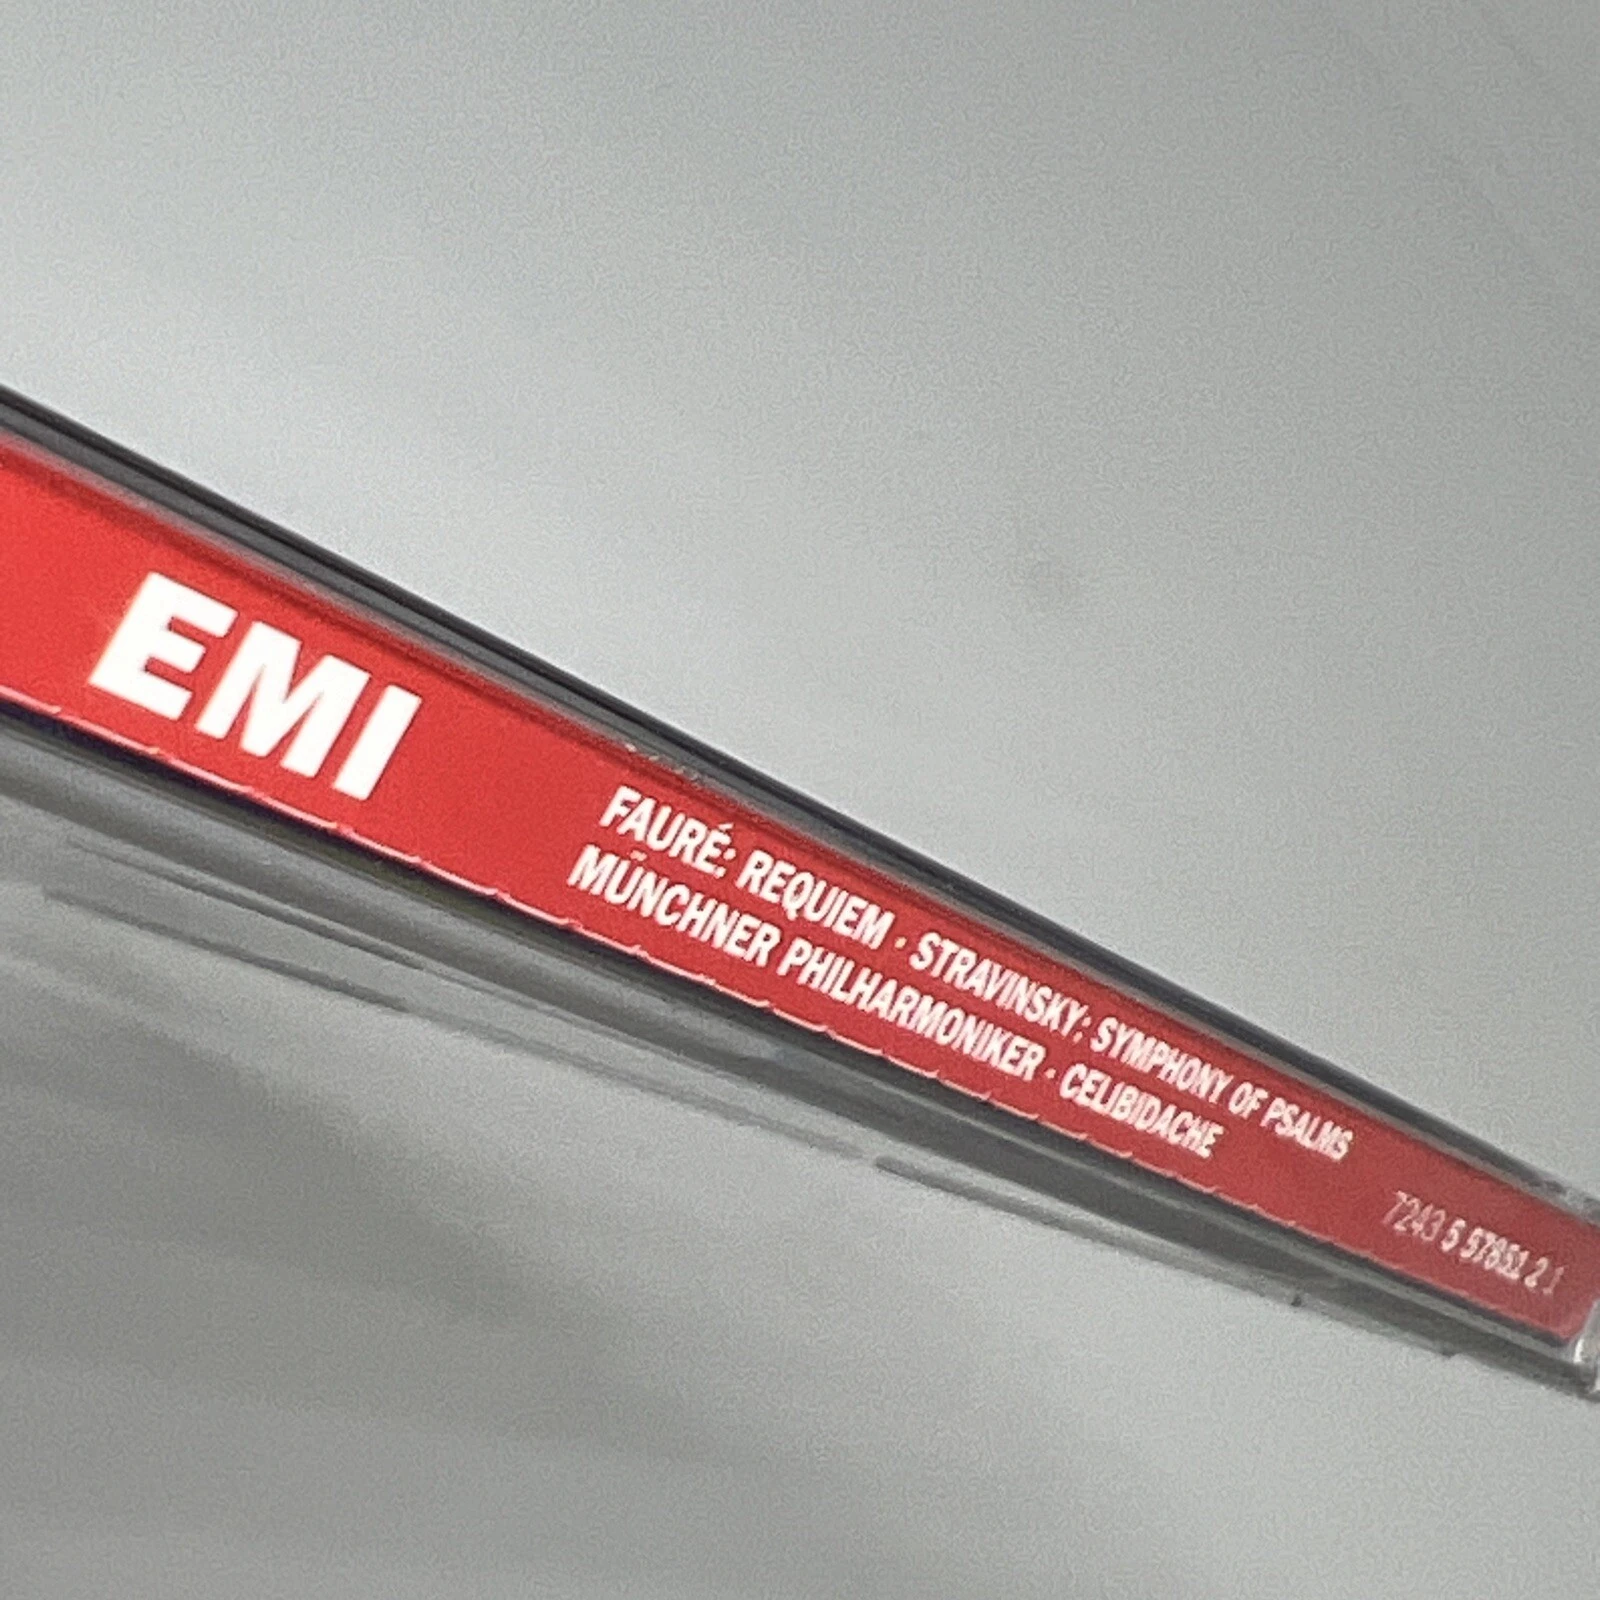 EMI
FAURÉ: REQUIEM · STRAVINSKY: SYMPHONY OF PSALMS
MÜNCHNER PHILHARMONIKER · CELIBIDACHE
7243 5 57851 2 1